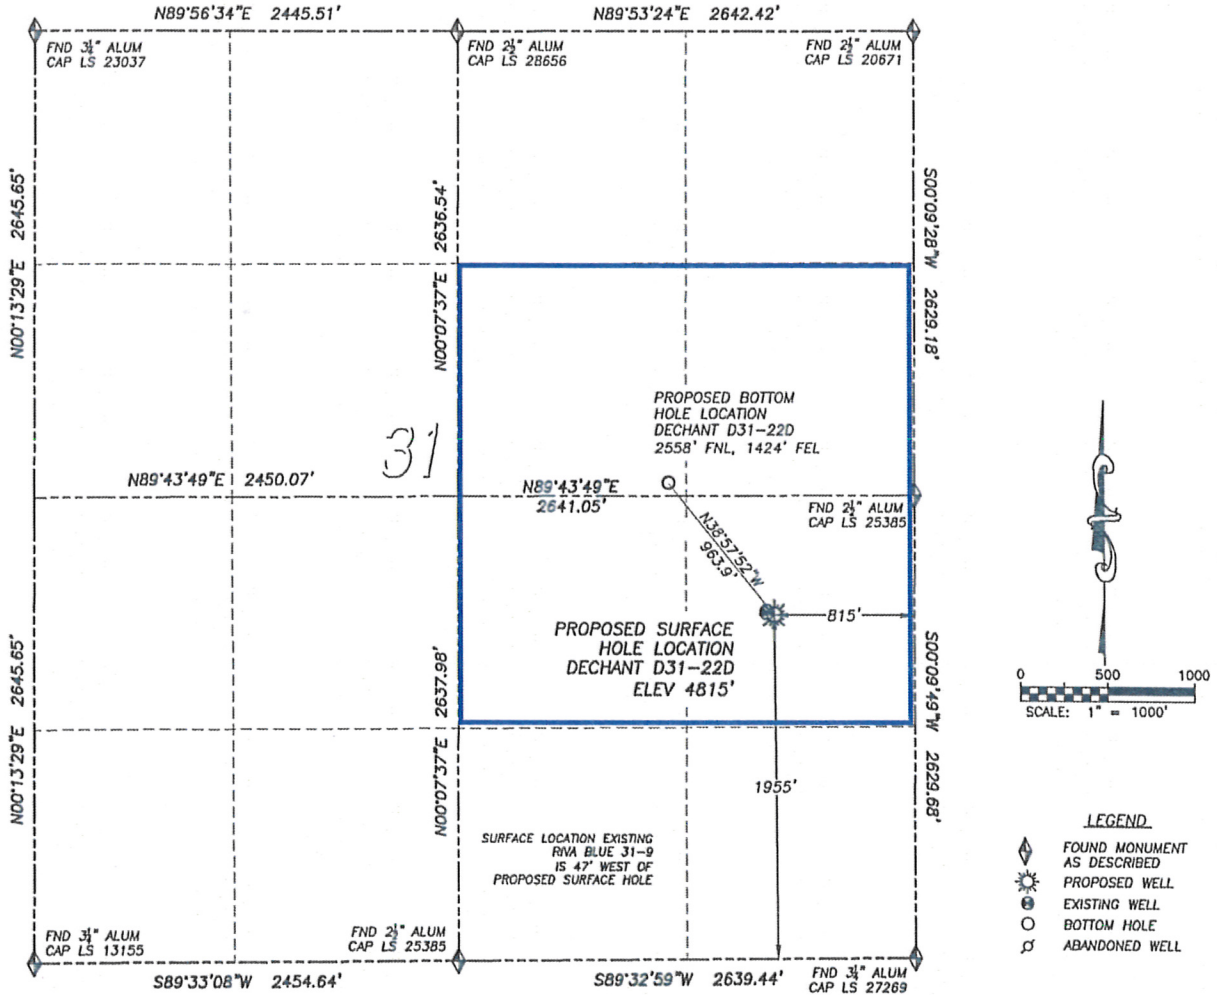 N89°56'34"E 2445.51'
N89°53'24"E 2642.42'
FND 3¼" ALUM
CAP LS 23037
FND 2½" ALUM
CAP LS 28656
FND 2½" ALUM
CAP LS 20671
N00°13'29"E 2645.65'
N00°07'37"E 2636.54'
S00°09'28"W 2629.18'
PROPOSED BOTTOM
HOLE LOCATION
DECHANT D31-22D
2558' FNL, 1424' FEL
31
N89°43'49"E 2450.07'
N89°43'49"E
2641.05'
FND 2½" ALUM
CAP LS 25385
N38°57'52"W
963.9'
815'
PROPOSED SURFACE
HOLE LOCATION
DECHANT D31-22D
ELEV 4815'
N00°13'29"E 2645.65'
N00°07'37"E 2637.98'
S00°09'49"W 2629.68'
1955'
SURFACE LOCATION EXISTING
RIVA BLUE 31-9
IS 47' WEST OF
PROPOSED SURFACE HOLE
FND 3¼" ALUM
CAP LS 13155
FND 2½" ALUM
CAP LS 25385
FND 3¼" ALUM
CAP LS 27269
S89°33'08"W 2454.64'
S89°32'59"W 2639.44'
0 500 1000
SCALE: 1" = 1000'
LEGEND
FOUND MONUMENT
AS DESCRIBED
PROPOSED WELL
EXISTING WELL
BOTTOM HOLE
ABANDONED WELL